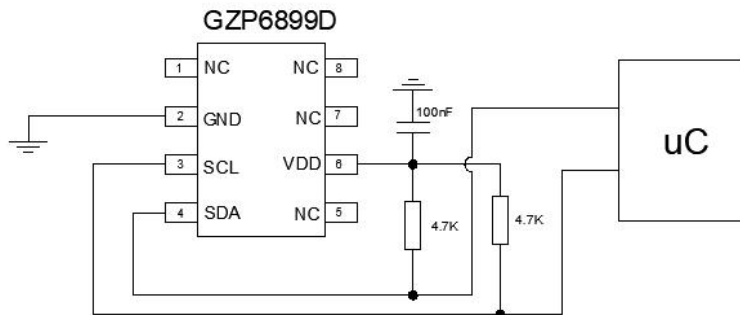 GZP6899D
1 NC NC 8
100nF
2 GND NC 7
uC
3 SCL VDD 6
4 SDA NC 5
4.7K
4.7K